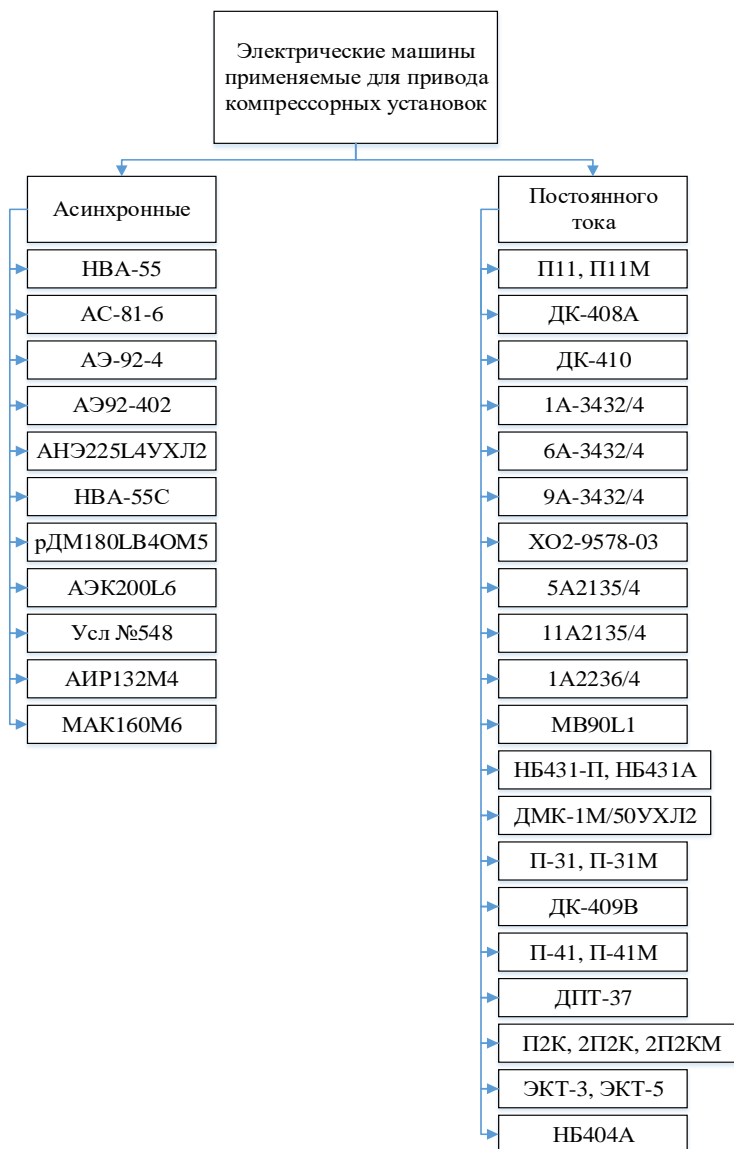 Электрические машины
применяемые для привода
компрессорных установок
Асинхронные
НВА-55
АС-81-6
АЭ-92-4
АЭ92-402
АНЭ225L4УХЛ2
НВА-55С
рДМ180LB4ОМ5
АЭК200L6
Усл №548
АИР132М4
МАК160М6
Постоянного
тока
П11, П11М
ДК-408А
ДК-410
1А-3432/4
6А-3432/4
9А-3432/4
ХО2-9578-03
5А2135/4
11А2135/4
1А2236/4
МВ90L1
НБ431-П, НБ431А
ДМК-1М/50УХЛ2
П-31, П-31М
ДК-409В
П-41, П-41М
ДПТ-37
П2К, 2П2К, 2П2КМ
ЭКТ-3, ЭКТ-5
НБ404А